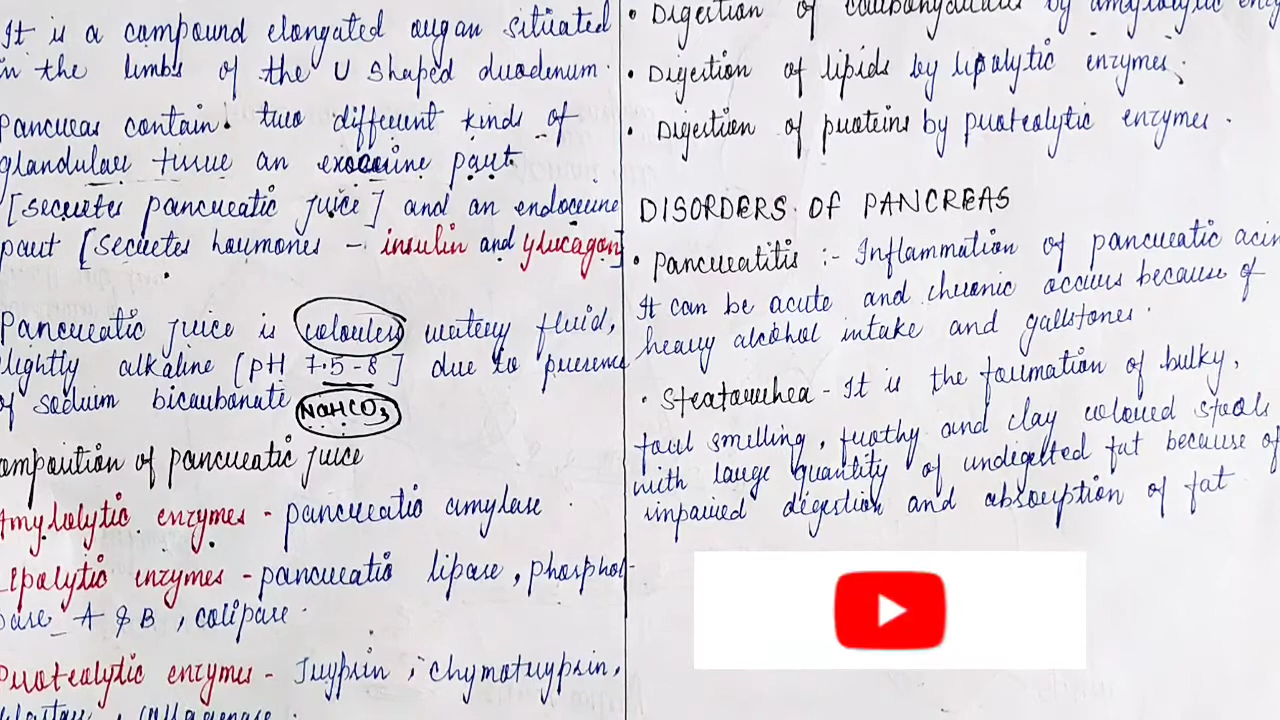 It is a compound elongated organ situated
in the limbs of the U shaped duodenum.
Pancreas contain two different kinds of
glandular tissue an exocrine part
[secretes pancreatic juice] and an endocrine
part [secretes hormones - insulin and glucagon]
Pancreatic juice is colourless watery fluid,
slightly alkaline [pH 7.5-8] due to presence
of sodium bicarbonate NaHCO3
Composition of pancreatic juice
Amylolytic enzymes - pancreatic amylase
Lipolytic enzymes - pancreatic lipase, phosphol-
A & B, colipase
Proteolytic enzymes - Trypsin, chymotrypsin,
• Digestion of carbohydrates by amylolytic
• Digestion of lipids by lipolytic enzymes.
• Digestion of proteins by proteolytic enzymes.
DISORDERS OF PANCREAS
• Pancreatitis :- Inflammation of pancreatic
It can be acute and chronic occurs because of
heavy alcohol intake and gallstones.
• Steatorrhea - It is the formation of bulky,
foul smelling, frothy and clay coloured stools
with large quantity of undigested fat because of
impaired digestion and absorption of fat